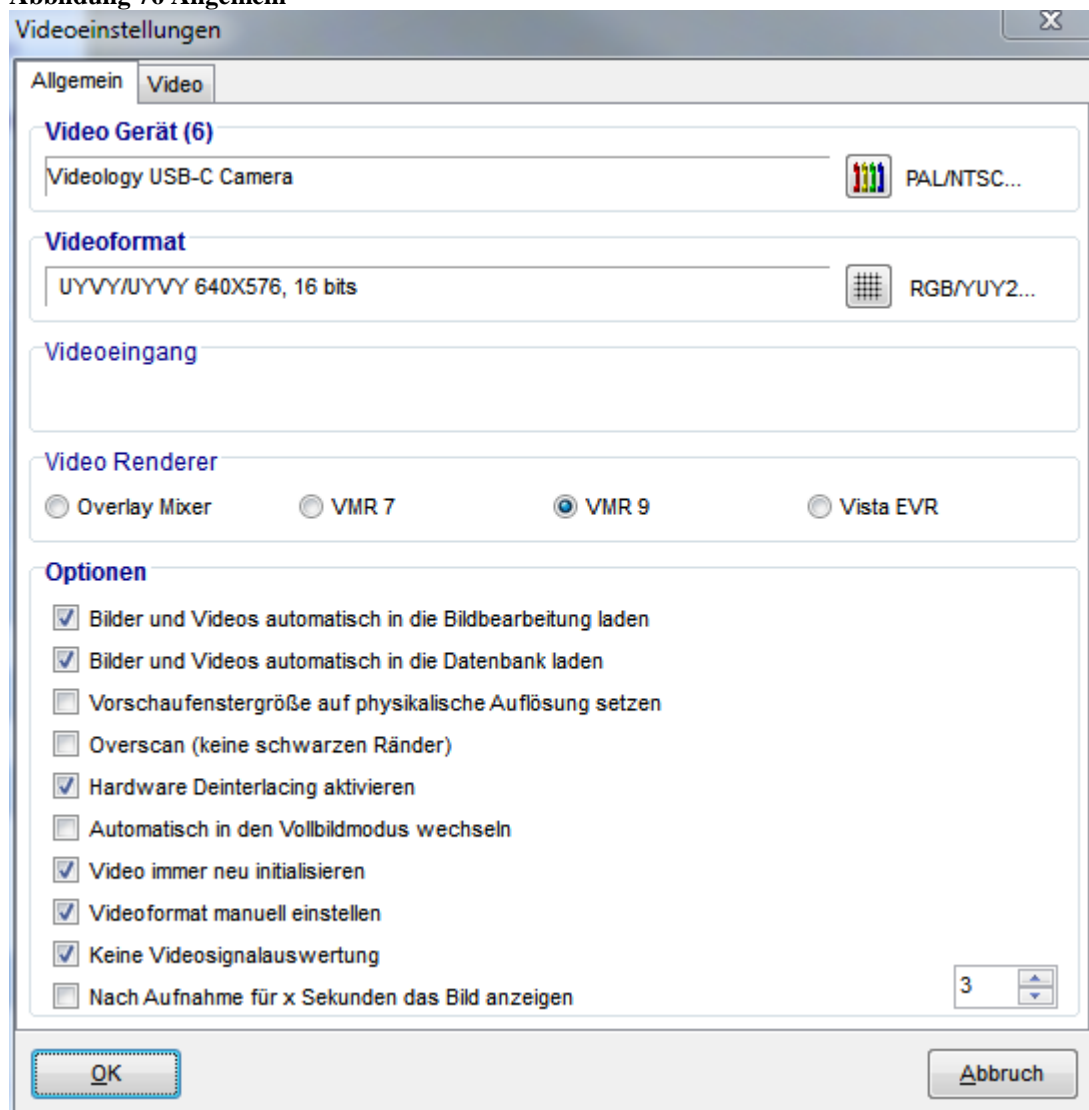 Abbildung 76 Allgemein
Videoeinstellungen
Allgemein Video
Video Gerät (6)
Videology USB-C Camera PAL/NTSC...
Videoformat
UYVY/UYVY 640X576, 16 bits RGB/YUY2...
Videoeingang
Video Renderer
Overlay Mixer VMR 7 VMR 9 Vista EVR
Optionen
Bilder und Videos automatisch in die Bildbearbeitung laden
Bilder und Videos automatisch in die Datenbank laden
Vorschaufenstergröße auf physikalische Auflösung setzen
Overscan (keine schwarzen Ränder)
Hardware Deinterlacing aktivieren
Automatisch in den Vollbildmodus wechseln
Video immer neu initialisieren
Videoformat manuell einstellen
Keine Videosignalauswertung
Nach Aufnahme für x Sekunden das Bild anzeigen 3
OK Abbruch